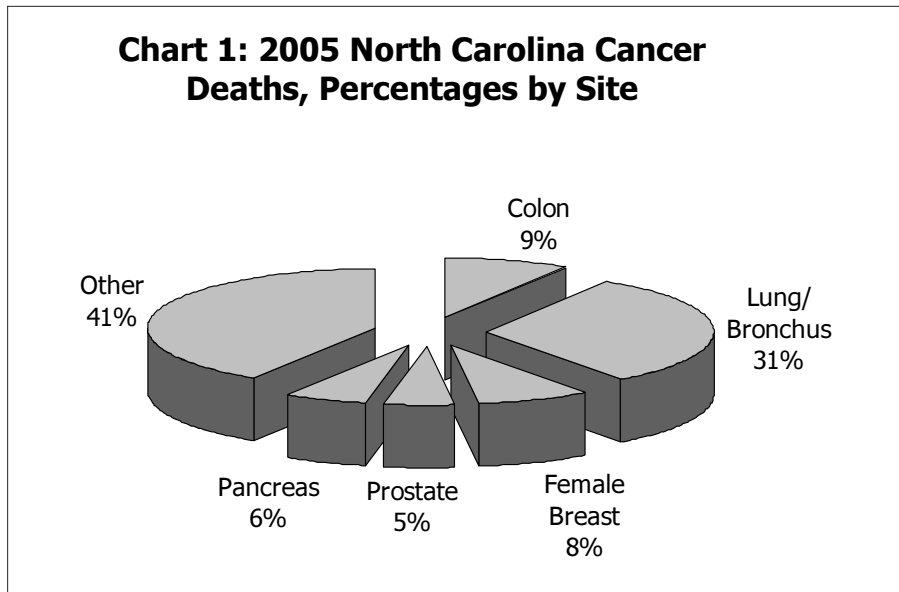 Chart 1: 2005 North Carolina Cancer
Deaths, Percentages by Site
Colon
9%
Other
41%
Lung/
Bronchus
31%
Pancreas
6%
Prostate
5%
Female
Breast
8%